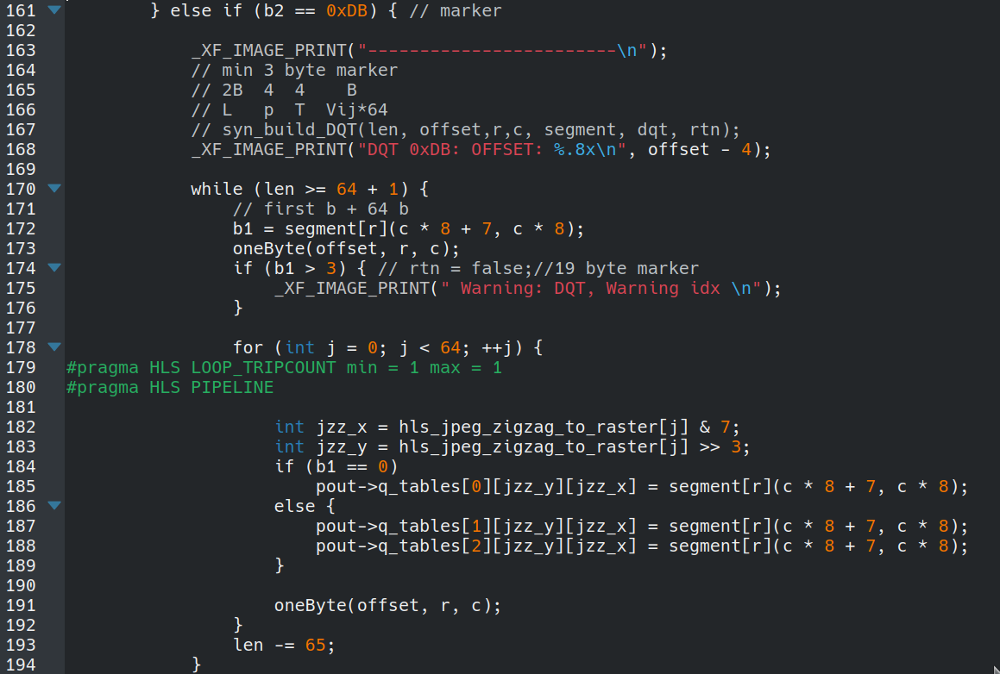 161 } else if (b2 == 0xDB) { // marker
162
163 _XF_IMAGE_PRINT("------------------------\n");
164 // min 3 byte marker
165 // 2B  4  4    B
166 // L   p  T  Vij*64
167 // syn_build_DQT(len, offset,r,c, segment, dqt, rtn);
168 _XF_IMAGE_PRINT("DQT 0xDB: OFFSET: %.8x\n", offset - 4);
169
170 while (len >= 64 + 1) {
171 // first b + 64 b
172 b1 = segment[r](c * 8 + 7, c * 8);
173 oneByte(offset, r, c);
174 if (b1 > 3) { // rtn = false;//19 byte marker
175 _XF_IMAGE_PRINT(" Warning: DQT, Warning idx \n");
176 }
177
178 for (int j = 0; j < 64; ++j) {
179 #pragma HLS LOOP_TRIPCOUNT min = 1 max = 1
180 #pragma HLS PIPELINE
181
182 int jzz_x = hls_jpeg_zigzag_to_raster[j] & 7;
183 int jzz_y = hls_jpeg_zigzag_to_raster[j] >> 3;
184 if (b1 == 0)
185 pout->q_tables[0][jzz_y][jzz_x] = segment[r](c * 8 + 7, c * 8);
186 else {
187 pout->q_tables[1][jzz_y][jzz_x] = segment[r](c * 8 + 7, c * 8);
188 pout->q_tables[2][jzz_y][jzz_x] = segment[r](c * 8 + 7, c * 8);
189 }
190
191 oneByte(offset, r, c);
192 }
193 len -= 65;
194 }